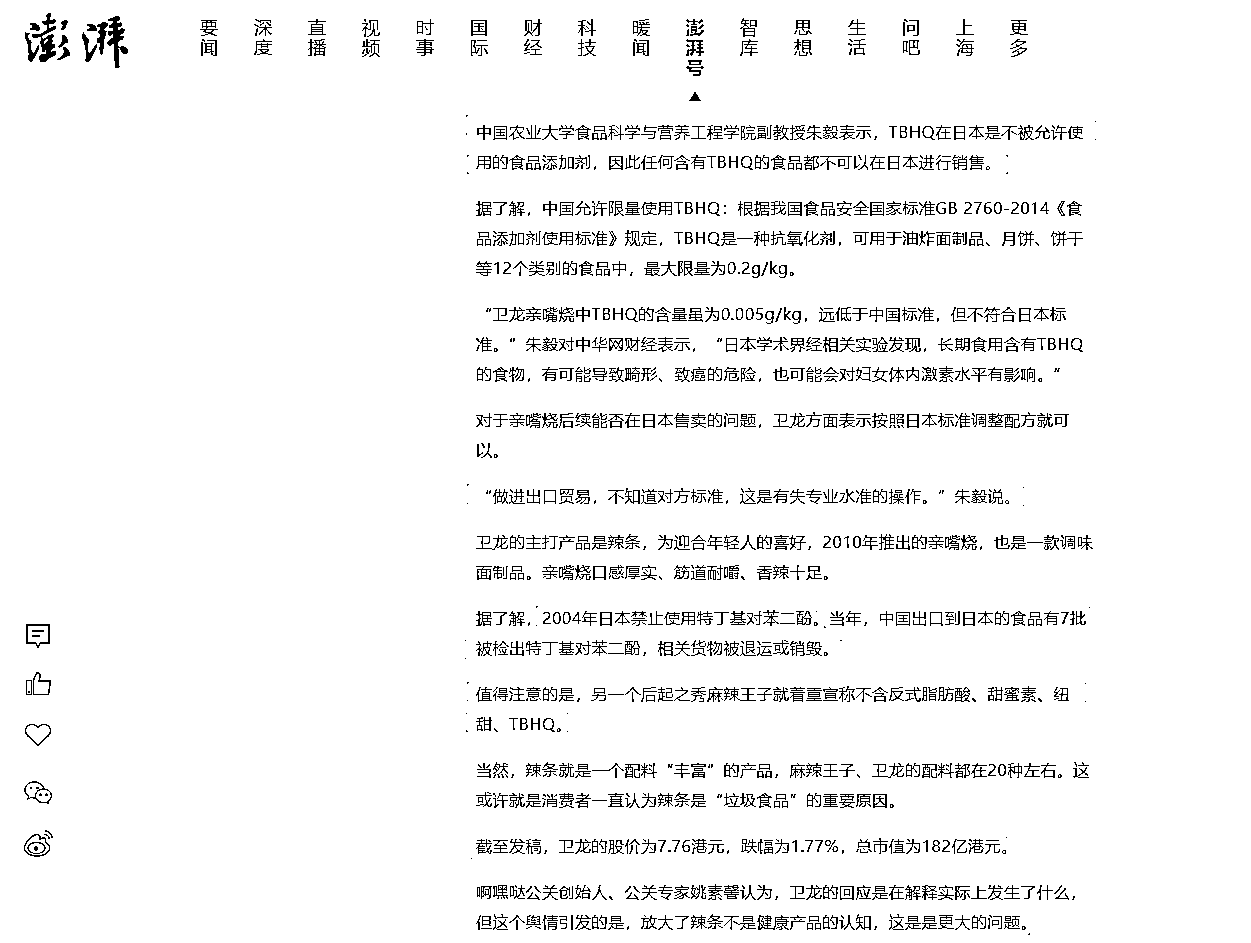 澎湃
要闻
深度
直播
视频
时事
国际
财经
科技
暖闻
澎湃号
智库
思想
生活
问吧
上海
更多
中国农业大学食品科学与营养工程学院副教授朱毅表示，TBHQ在日本是不被允许使
用的食品添加剂，因此任何含有TBHQ的食品都不可以在日本进行销售。
据了解，中国允许限量使用TBHQ：根据我国食品安全国家标准GB 2760-2014《食
品添加剂使用标准》规定，TBHQ是一种抗氧化剂，可用于油炸面制品、月饼、饼干
等12个类别的食品中，最大限量为0.2g/kg。
“卫龙亲嘴烧中TBHQ的含量虽为0.005g/kg，远低于中国标准，但不符合日本标
准。”朱毅对中华网财经表示，“日本学术界经相关实验发现，长期食用含有TBHQ
的食物，有可能导致畸形、致癌的危险，也可能会对妇女体内激素水平有影响。”
对于亲嘴烧后续能否在日本售卖的问题，卫龙方面表示按照日本标准调整配方就可
以。
“做进出口贸易，不知道对方标准，这是有失专业水准的操作。”朱毅说。
卫龙的主打产品是辣条，为迎合年轻人的喜好，2010年推出的亲嘴烧，也是一款调味
面制品。亲嘴烧口感厚实、筋道耐嚼、香辣十足。
据了解，2004年日本禁止使用特丁基对苯二酚。当年，中国出口到日本的食品有7批
被检出特丁基对苯二酚，相关货物被退运或销毁。
值得注意的是，另一个后起之秀麻辣王子就着重宣称不含反式脂肪酸、甜蜜素、纽
甜、TBHQ。
当然，辣条就是一个配料“丰富”的产品，麻辣王子、卫龙的配料都在20种左右。这
或许就是消费者一直认为辣条是“垃圾食品”的重要原因。
截至发稿，卫龙的股价为7.76港元，跌幅为1.77%，总市值为182亿港元。
啊嘿哒公关创始人、公关专家姚素馨认为，卫龙的回应是在解释实际上发生了什么，
但这个舆情引发的是，放大了辣条不是健康产品的认知，这是是更大的问题。